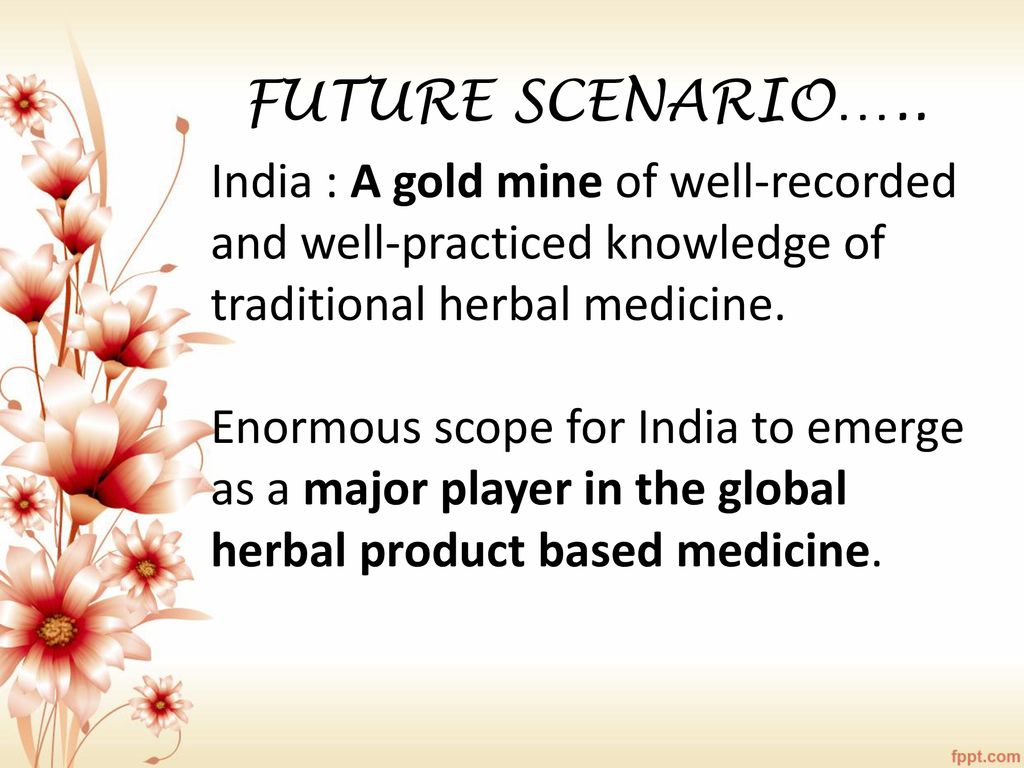 FUTURE SCENARIO…..
India : A gold mine of well-recorded
and well-practiced knowledge of
traditional herbal medicine.
Enormous scope for India to emerge
as a major player in the global
herbal product based medicine.
fppt.com